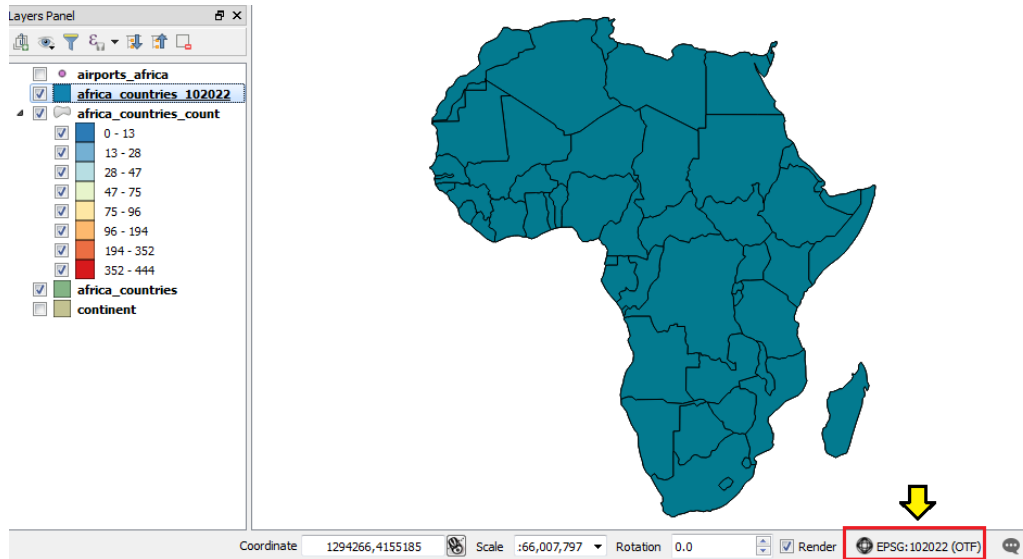 Layers Panel
airports_africa
africa_countries_102022
africa_countries_count
0 - 13
13 - 28
28 - 47
47 - 75
75 - 96
96 - 194
194 - 352
352 - 444
africa_countries
continent
Coordinate 1294266,4155185 Scale :66,007,797 Rotation 0.0 Render EPSG:102022 (OTF)